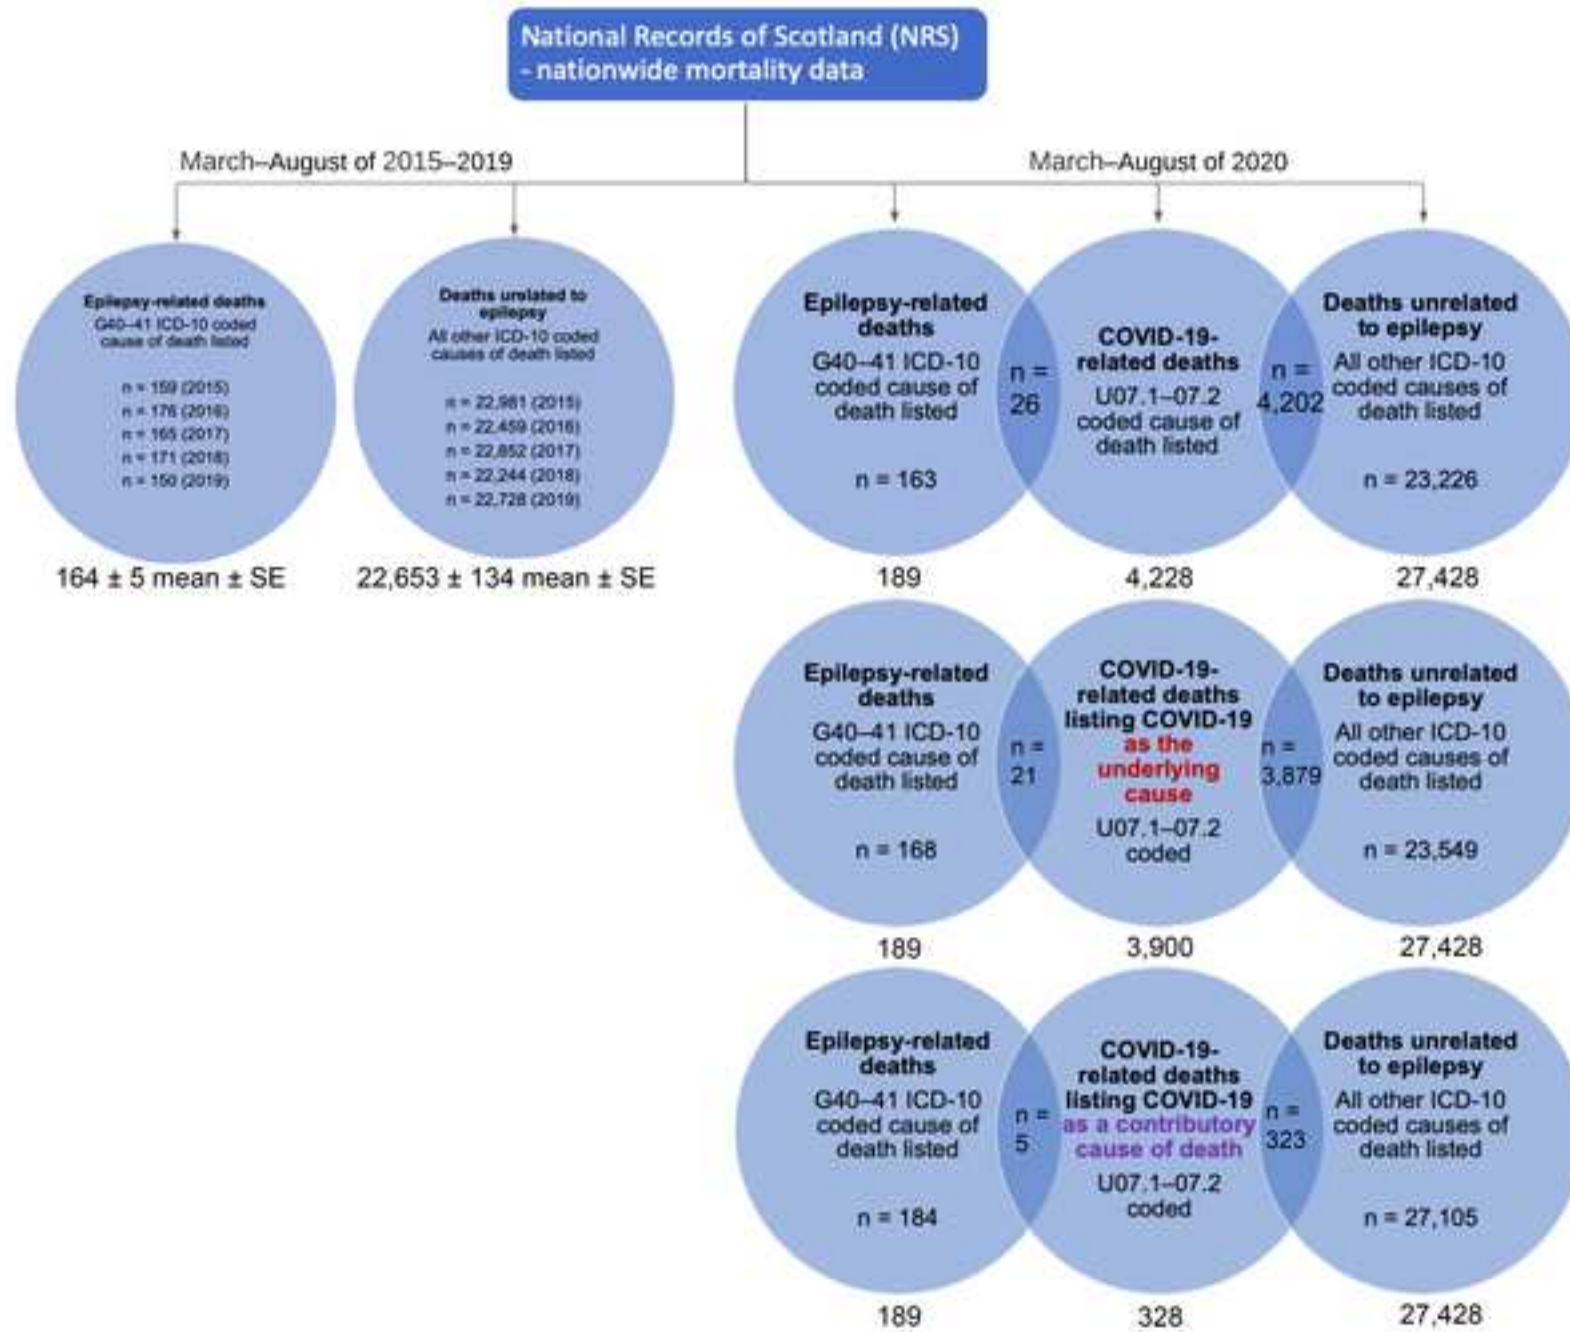 National Records of Scotland (NRS)
- nationwide mortality data
March–August of 2015–2019
March–August of 2020
Epilepsy-related deaths
G40–41 ICD-10 coded
cause of death listed
n = 159 (2015)
n = 176 (2016)
n = 165 (2017)
n = 171 (2018)
n = 150 (2019)
164 ± 5 mean ± SE
Deaths urelated to
epilepsy
All other ICD-10 coded
causes of death listed
n = 22,981 (2015)
n = 22,459 (2016)
n = 22,852 (2017)
n = 22,244 (2018)
n = 22,728 (2019)
22,653 ± 134 mean ± SE
Epilepsy-related
deaths
G40–41 ICD-10
coded cause of
death listed
n = 163
189
n =
26
COVID-19-
related deaths
U07.1–07.2
coded cause of
death listed
4,228
n =
4,202
Deaths unrelated
to epilepsy
All other ICD-10
coded causes of
death listed
n = 23,226
27,428
Epilepsy-related
deaths
G40–41 ICD-10
coded cause of
death listed
n = 168
189
n =
21
COVID-19-
related deaths
listing COVID-19
as the
underlying
cause
U07.1–07.2
coded
3,900
n =
3,879
Deaths unrelated
to epilepsy
All other ICD-10
coded causes of
death listed
n = 23,549
27,428
Epilepsy-related
deaths
G40–41 ICD-10
coded cause of
death listed
n = 184
189
n =
5
COVID-19-
related deaths
listing COVID-19
as a contributory
cause of death
U07.1–07.2
coded
328
n =
323
Deaths unrelated
to epilepsy
All other ICD-10
coded causes of
death listed
n = 27,105
27,428